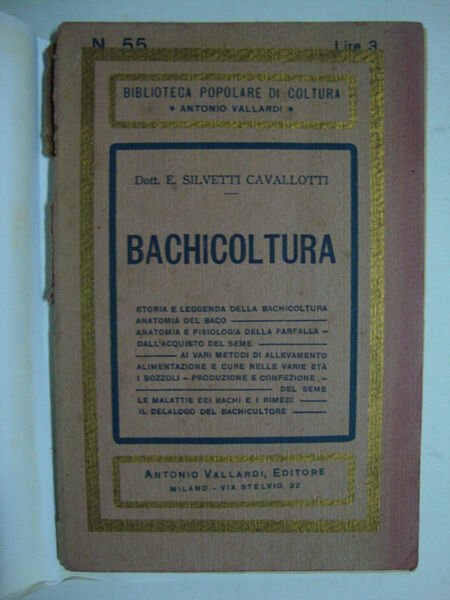 N. 55 Lire 3
BIBLIOTECA POPOLARE DI COLTURA
* ANTONIO VALLARDI *
Dott. E. SILVETTI CAVALLOTTI
BACHICOLTURA
STORIA E LEGGENDA DELLA BACHICOLTURA
ANATOMIA DEL BACO
ANATOMIA E FISIOLOGIA DELLA FARFALLA –
DALL'ACQUISTO DEL SEME
AI VARI METODI DI ALLEVAMENTO
ALIMENTAZIONE E CURE NELLE VARIE ETÀ
I BOZZOLI – PRODUZIONE E CONFEZIONE –
DEL SEME
LE MALATTIE DEI BACHI E I RIMEDI
IL DELALOGO DEL BACHICULTORE
ANTONIO VALLARDI, EDITORE
MILANO - VIA STELVIO, 22